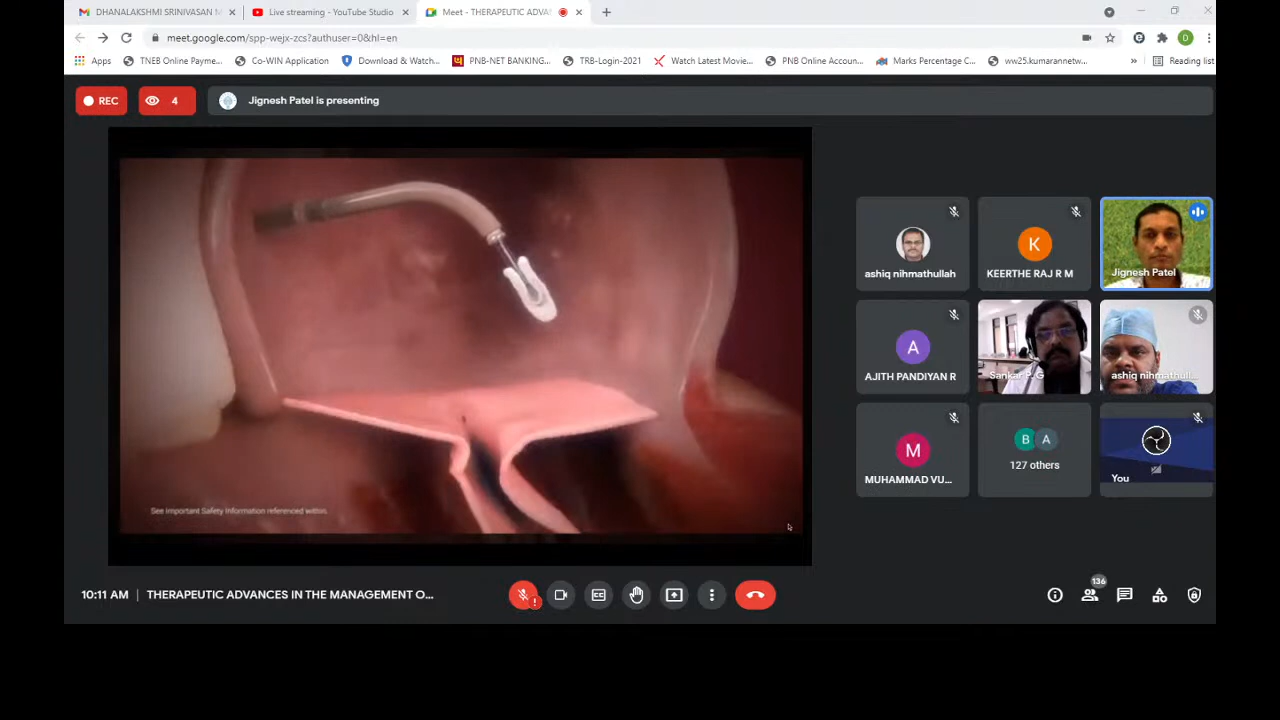 DHANALAKSHMI SRINIVASAN M
Live streaming - YouTube Studio
Meet - THERAPEUTIC ADVAN
meet.google.com/spp-wejx-zcs?authuser=0&hl=en
D
Apps
TNEB Online Payme...
Co-WIN Application
Download & Watch...
PNB-NET BANKING...
TRB-Login-2021
Watch Latest Movie...
PNB Online Accoun...
Marks Percentage C...
ww25.kumarannetw...
»
Reading list
REC
4
Jignesh Patel is presenting
ashiq nihmathullah
K
KEERTHE RAJ R M
Jignesh Patel
A
AJITH PANDIYAN R
Sankar P. G
ashiq nihmathull...
M
MUHAMMAD VU...
B A
127 others
You
See Important Safety Information referenced within.
10:11 AM | THERAPEUTIC ADVANCES IN THE MANAGEMENT O...
136